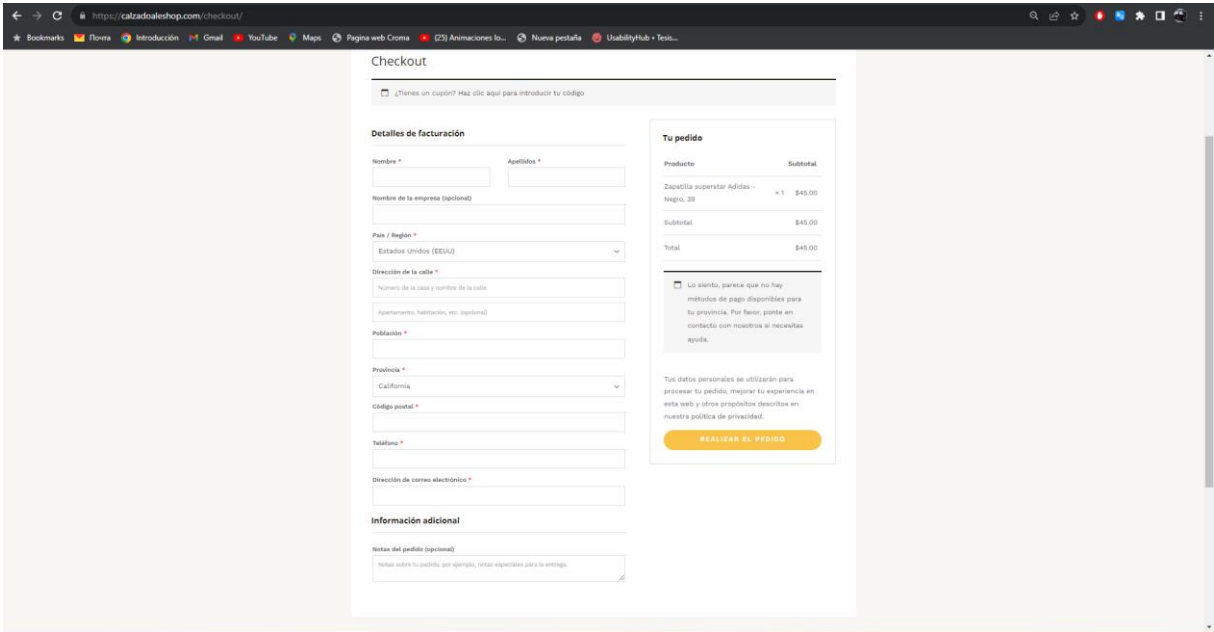 https://calzadoaleshop.com/checkout/
Bookmarks Почта Introducción Gmail YouTube Maps Pagina web Croma (25) Animaciones lo... Nueva pestaña UsabilityHub • Tesis...
Checkout
¿Tienes un cupón? Haz clic aquí para introducir tu código
Detalles de facturación
Nombre *
Apellidos *
Nombre de la empresa (opcional)
País / Región *
Estados Unidos (EEUU)
Dirección de la calle *
Número de la casa y nombre de la calle
Apartamento, habitación, etc. (opcional)
Población *
Provincia *
California
Código postal *
Teléfono *
Dirección de correo electrónico *
Información adicional
Notas del pedido (opcional)
Notas sobre tu pedido, por ejemplo, notas especiales para la entrega.
Tu pedido
Producto Subtotal
Zapatilla superstar Adidas -
Negro, 39
× 1 $45.00
Subtotal $45.00
Total $45.00
Lo siento, parece que no hay
métodos de pago disponibles para
tu provincia. Por favor, ponte en
contacto con nosotros si necesitas
ayuda.
Tus datos personales se utilizarán para
procesar tu pedido, mejorar tu experiencia en
esta web y otros propósitos descritos en
nuestra política de privacidad.
REALIZAR EL PEDIDO